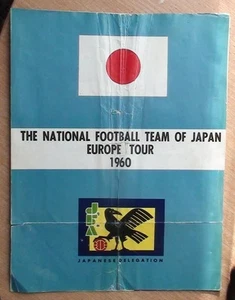 THE NATIONAL FOOTBALL TEAM OF JAPAN
EUROPE TOUR
1960
JFA
JAPANESE DELEGATION